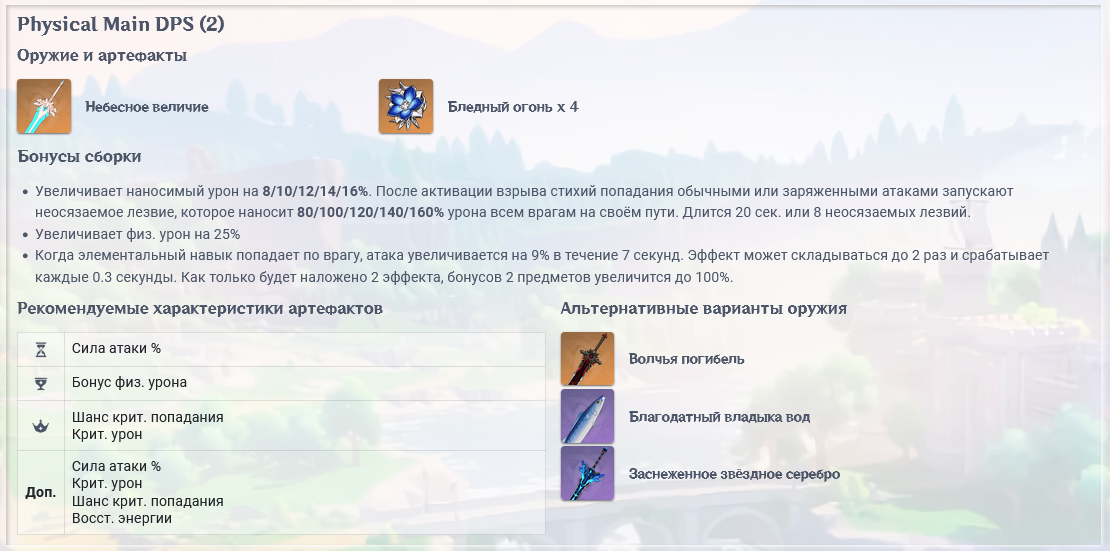 Physical Main DPS (2)
Оружие и артефакты
Небесное величие
Бледный огонь x 4
Бонусы сборки
• Увеличивает наносимый урон на 8/10/12/14/16%. После активации взрыва стихий попадания обычными или заряженными атаками запускают
неосязаемое лезвие, которое наносит 80/100/120/140/160% урона всем врагам на своём пути. Длится 20 сек. или 8 неосязаемых лезвий.
• Увеличивает физ. урон на 25%
• Когда элементальный навык попадает по врагу, атака увеличивается на 9% в течение 7 секунд. Эффект может складываться до 2 раз и срабатывает
каждые 0.3 секунды. Как только будет наложено 2 эффекта, бонусов 2 предметов увеличится до 100%.
Рекомендуемые характеристики артефактов
Сила атаки %
Бонус физ. урона
Шанс крит. попадания
Крит. урон
Доп.
Сила атаки %
Крит. урон
Шанс крит. попадания
Восст. энергии
Альтернативные варианты оружия
Волчья погибель
Благодатный владыка вод
Заснеженное звёздное серебро